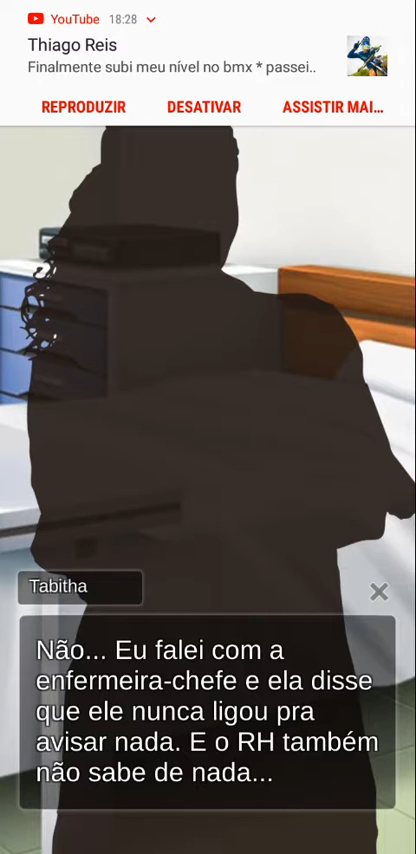 YouTube 18:28
Thiago Reis
Finalmente subi meu nível no bmx * passei..
REPRODUZIR DESATIVAR ASSISTIR MAI...
Tabitha
Não... Eu falei com a
enfermeira-chefe e ela disse
que ele nunca ligou pra
avisar nada. E o RH também
não sabe de nada...